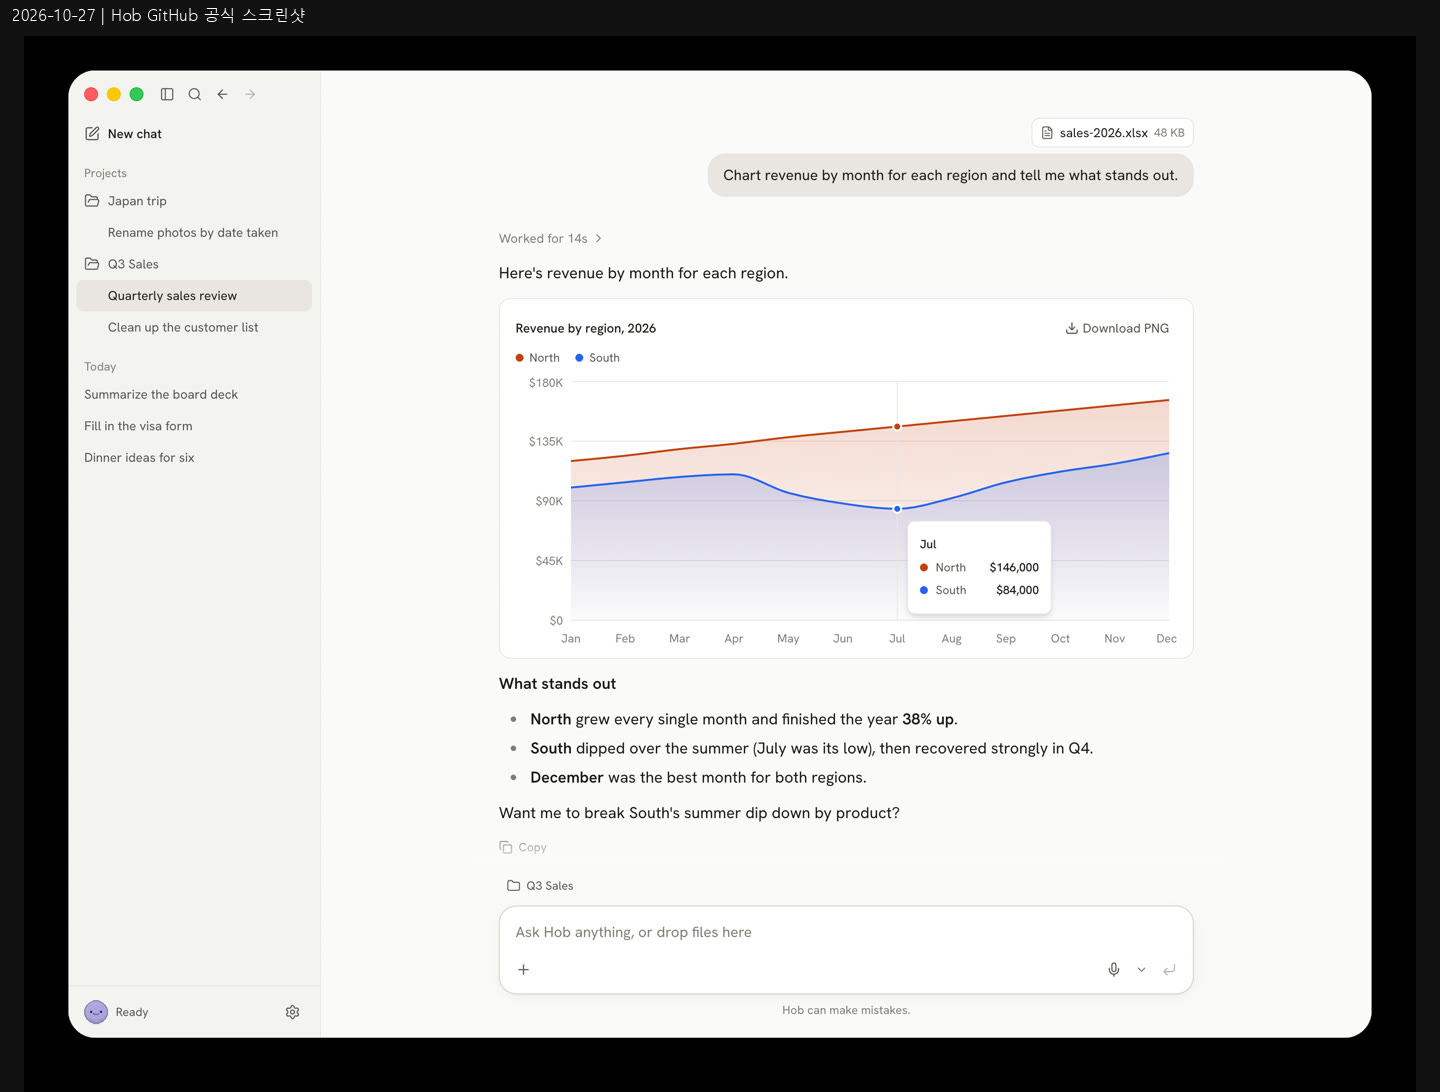 2026-10-27 | Hob GitHub 공식 스크린샷
New chat
Projects
Japan trip
Rename photos by date taken
Q3 Sales
Quarterly sales review
Clean up the customer list
Today
Summarize the board deck
Fill in the visa form
Dinner ideas for six
Ready
sales-2026.xlsx 48 KB
Chart revenue by month for each region and tell me what stands out.
Worked for 14s
Here's revenue by month for each region.
Revenue by region, 2026
Download PNG
North South
$180K
$135K
$90K
$45K
$0
Jan Feb Mar Apr May Jun Jul Aug Sep Oct Nov Dec
Jul
North $146,000
South $84,000
What stands out
• North grew every single month and finished the year 38% up.
• South dipped over the summer (July was its low), then recovered strongly in Q4.
• December was the best month for both regions.
Want me to break South's summer dip down by product?
Copy
Q3 Sales
Ask Hob anything, or drop files here
Hob can make mistakes.